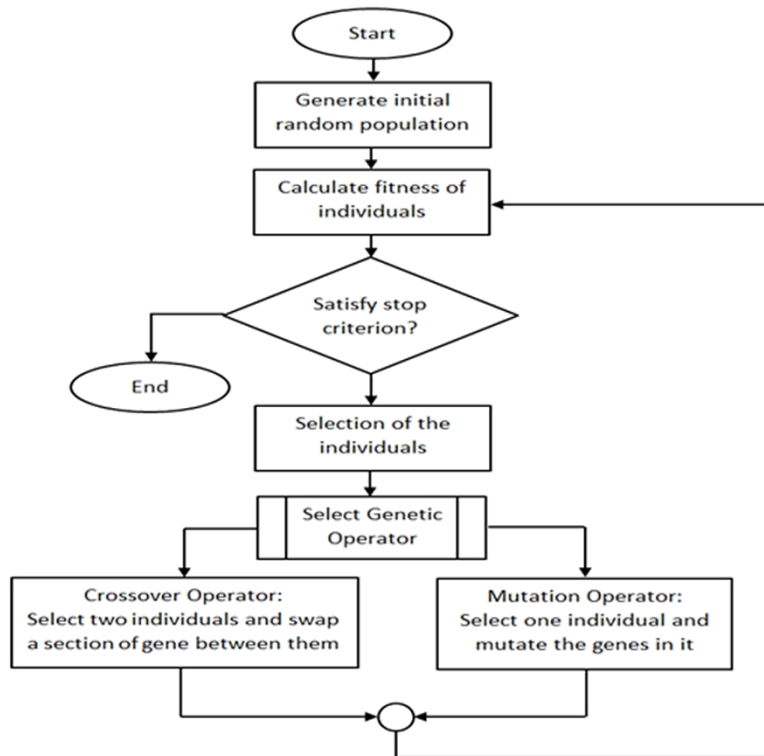 Start
Generate initial
random population
Calculate fitness of
individuals
Satisfy stop
criterion?
End
Selection of the
individuals
Select Genetic
Operator
Crossover Operator:
Select two individuals and swap
a section of gene between them
Mutation Operator:
Select one individual and
mutate the genes in it